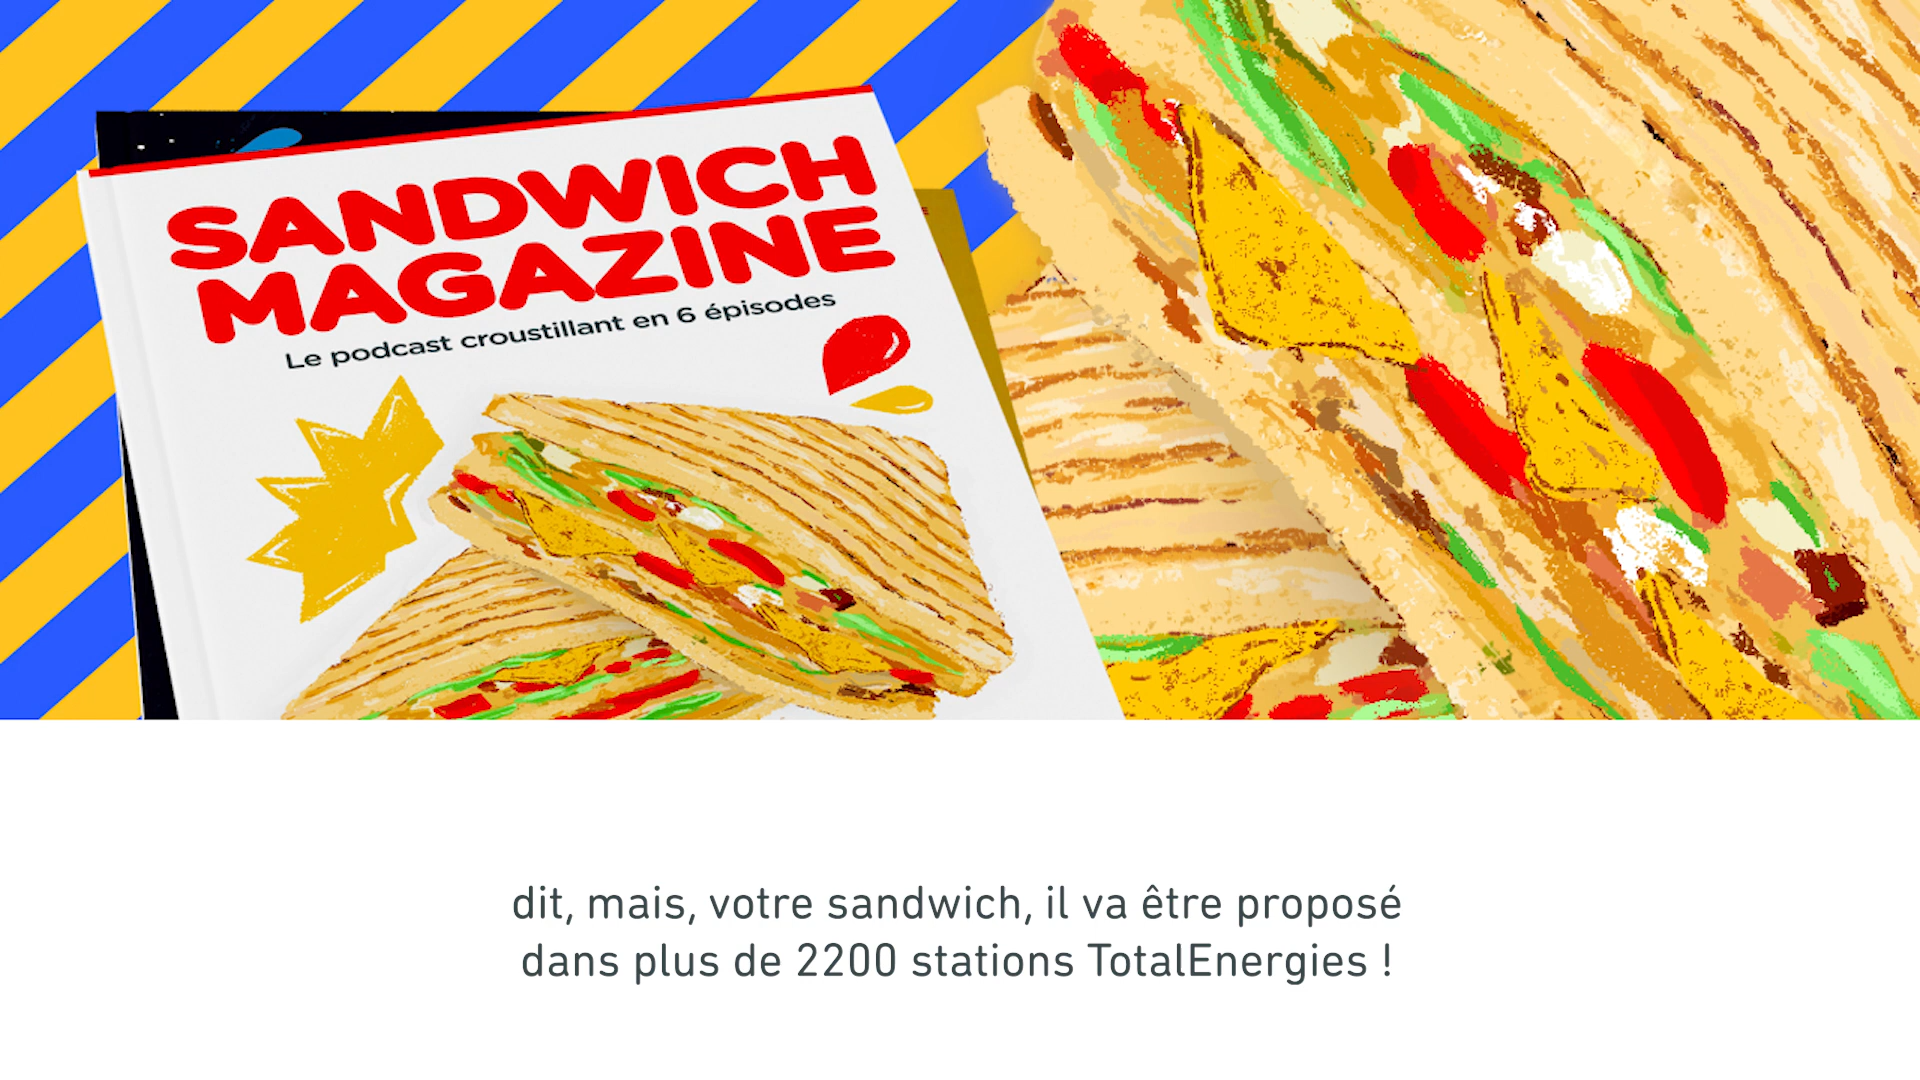 SANDWICH
MAGAZINE
Le podcast croustillant en 6 épisodes
dit, mais, votre sandwich, il va être proposé
dans plus de 2200 stations TotalEnergies !